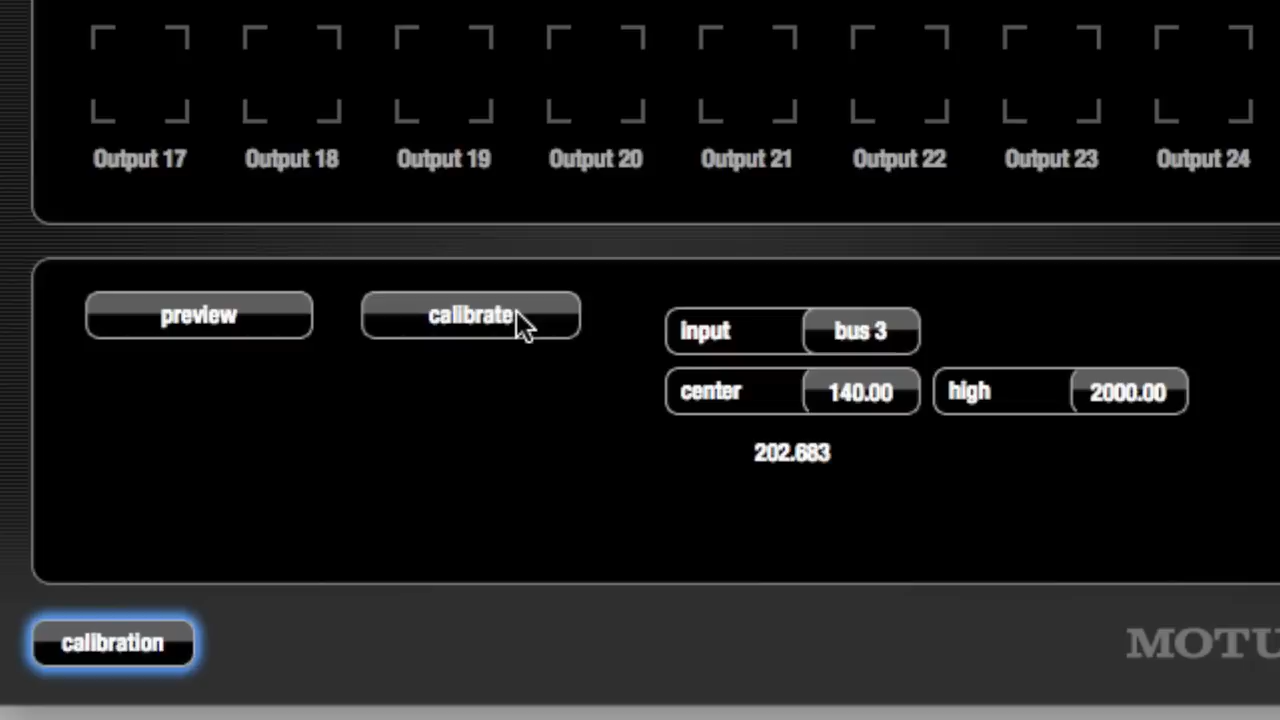 Output 17 Output 18 Output 19 Output 20 Output 21 Output 22 Output 23 Output 24
preview calibrate
input bus 3
center 140.00 high 2000.00
202.683
calibration
MOTU